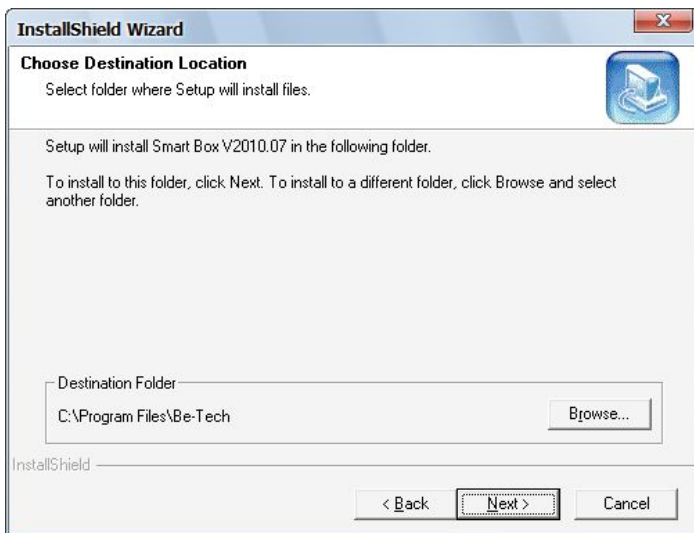 InstallShield Wizard
Choose Destination Location
Select folder where Setup will install files.
Setup will install Smart Box V2010.07 in the following folder.
To install to this folder, click Next. To install to a different folder, click Browse and select
another folder.
Destination Folder
C:\Program Files\Be-Tech
Browse...
InstallShield
< Back
Next >
Cancel